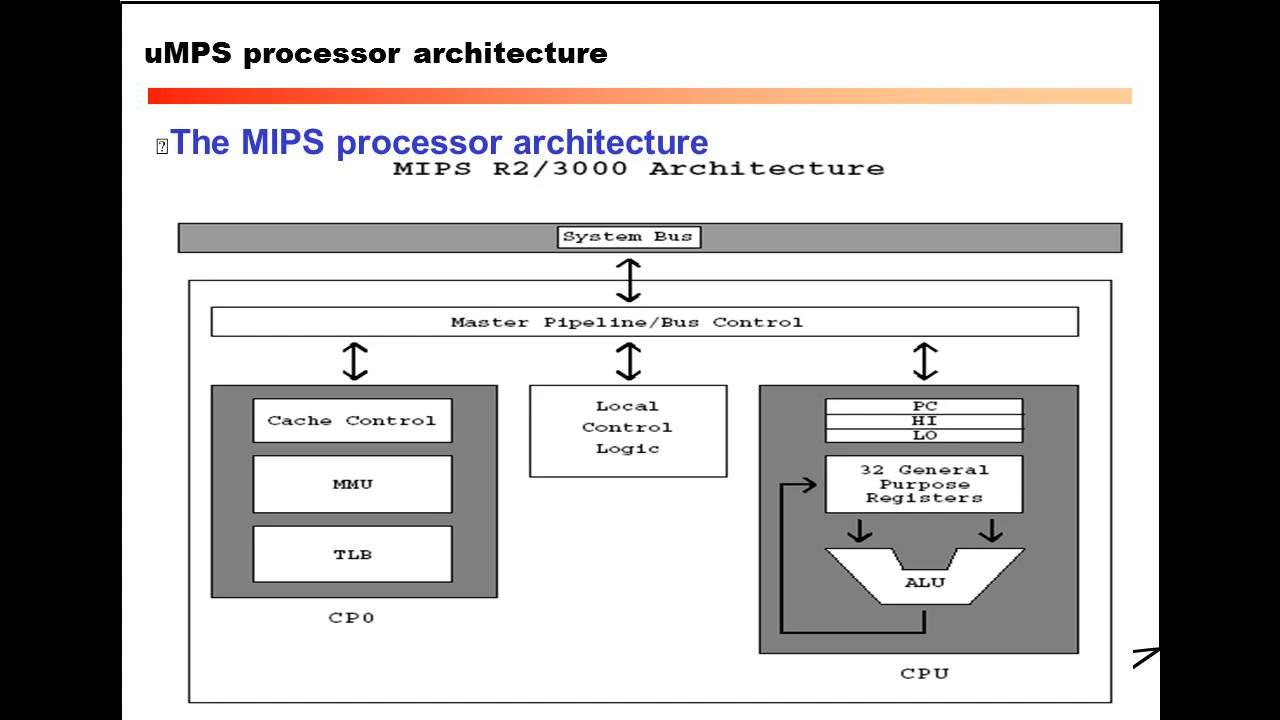 uMPS processor architecture
The MIPS processor architecture
MIPS R2/3000 Architecture
System Bus
Master Pipeline/Bus Control
Cache Control
MMU
TLB
CP0
Local
Control
Logic
PC
HI
LO
32 General
Purpose
Registers
ALU
CPU